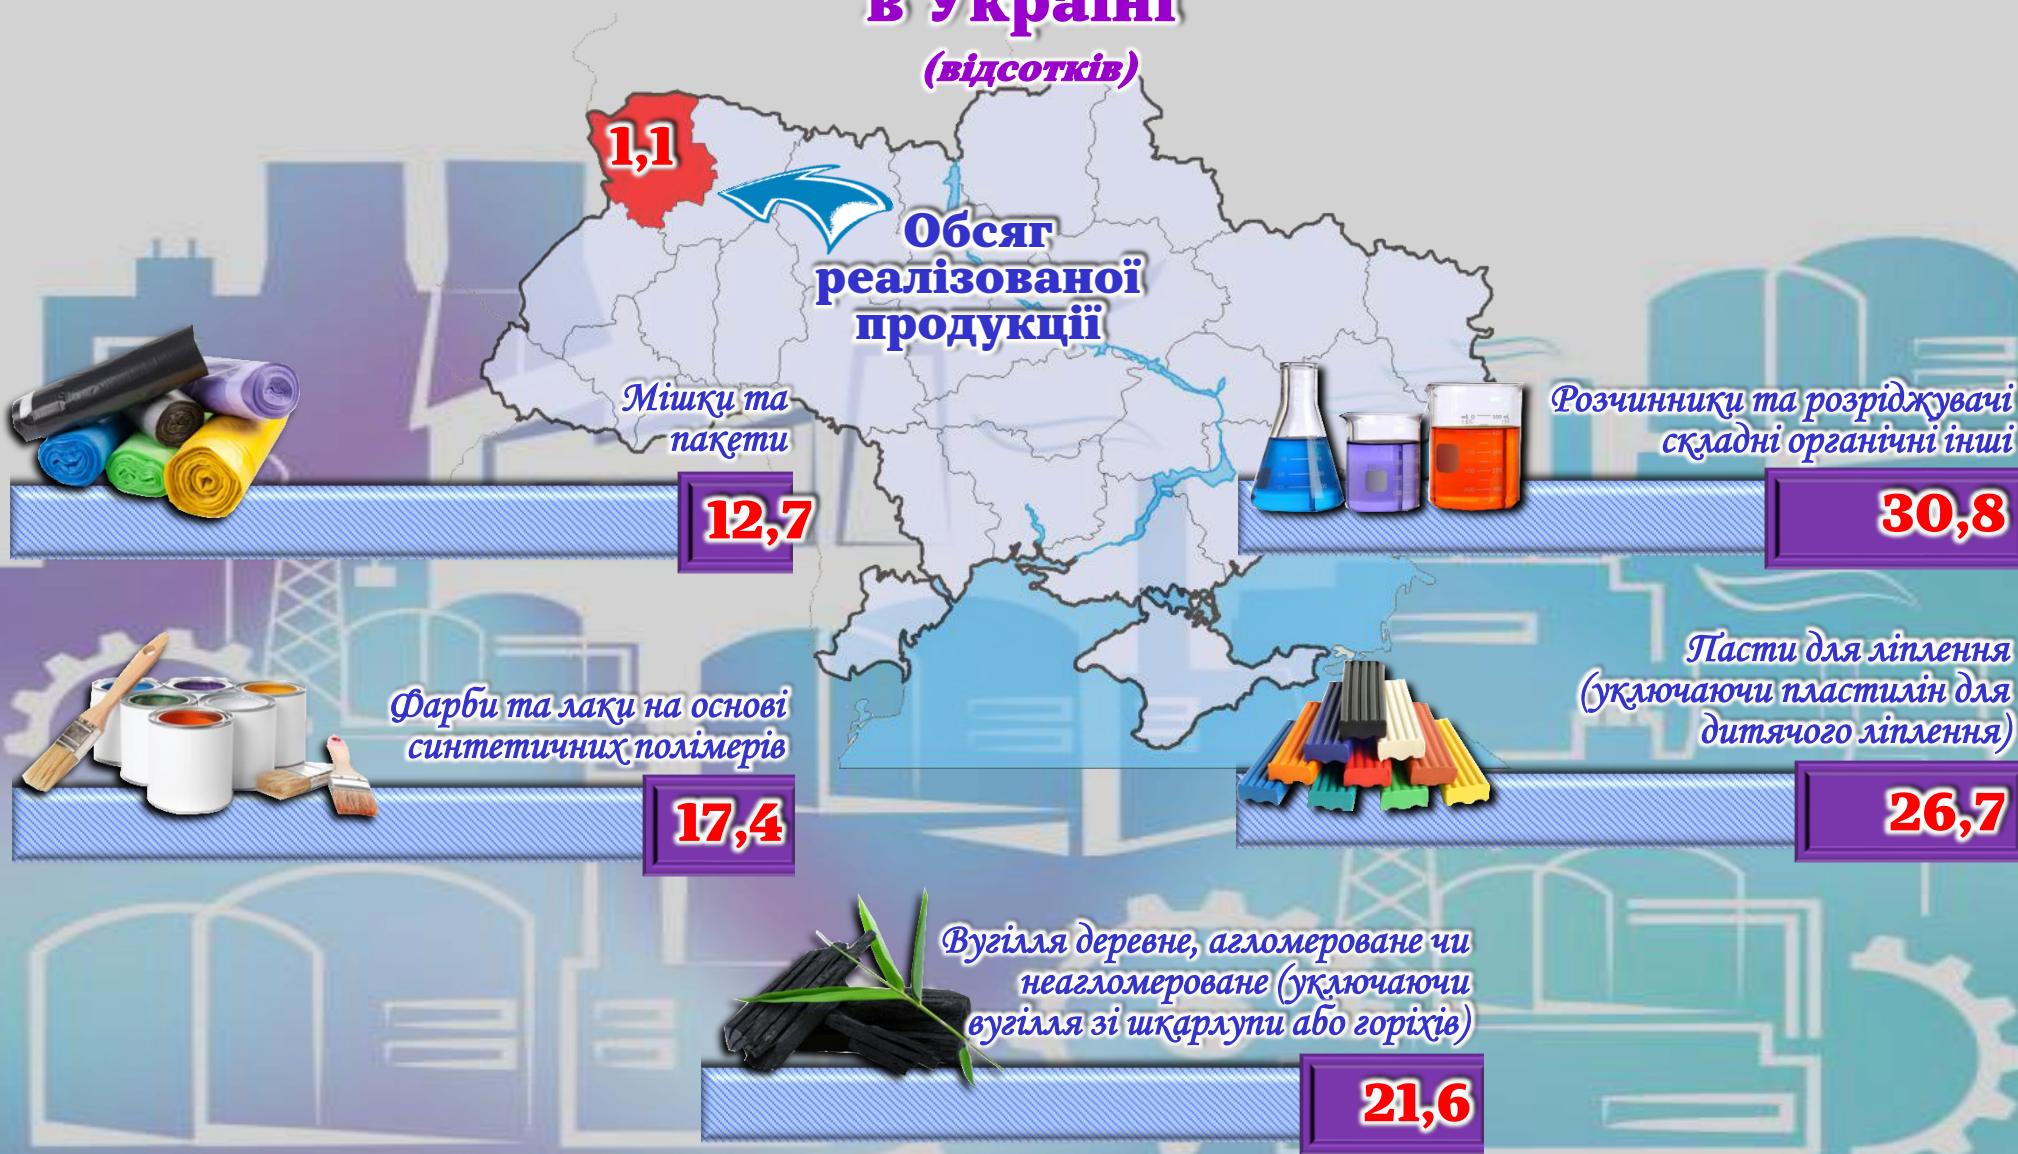 в Україні
(відсотків)
1,1
Обсяг
реалізованої
продукції
Мішки та
пакети
12,7
Розчинники та розріджувачі
складні органічні інші
30,8
Фарби та лаки на основі
синтетичних полімерів
17,4
Пасти для ліплення
(уключаючи пластилін для
дитячого ліплення)
26,7
Вугілля деревне, агломероване чи
неагломероване (уключаючи
вугілля зі шкарлупи або горіхів)
21,6